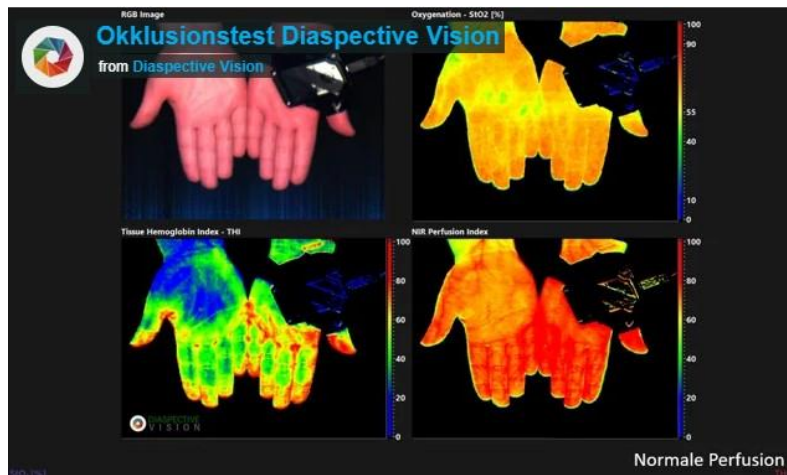 RGB Image
Oxygenation - StO2 [%]
Okklusionstest Diaspective Vision
from Diaspective Vision
100
90
55
40
10
0
Tissue Hemoglobin Index - THI
NIR Perfusion Index
100
80
60
40
20
0
100
80
60
40
20
0
DIASPECTIVE
VISION
Normale Perfusion